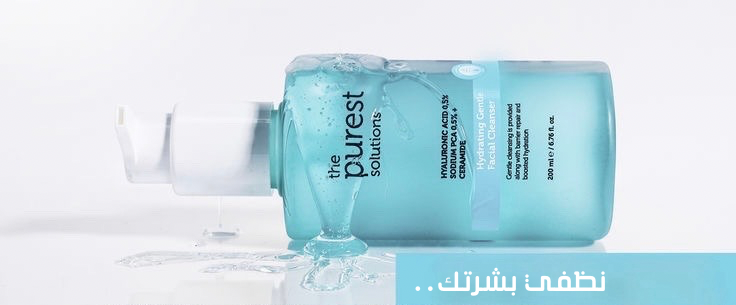 the
purest
solutions
HYALURONIC ACID 0,5%
SODIUM PCA 0,5% +
CERAMIDE
Hydrating Gentle
Facial Cleanser
Gentle cleansing is provided
along with barrier repair and
boosted hydration
200 ml e / 6.76 fl. oz.
نظفي بشرتك..